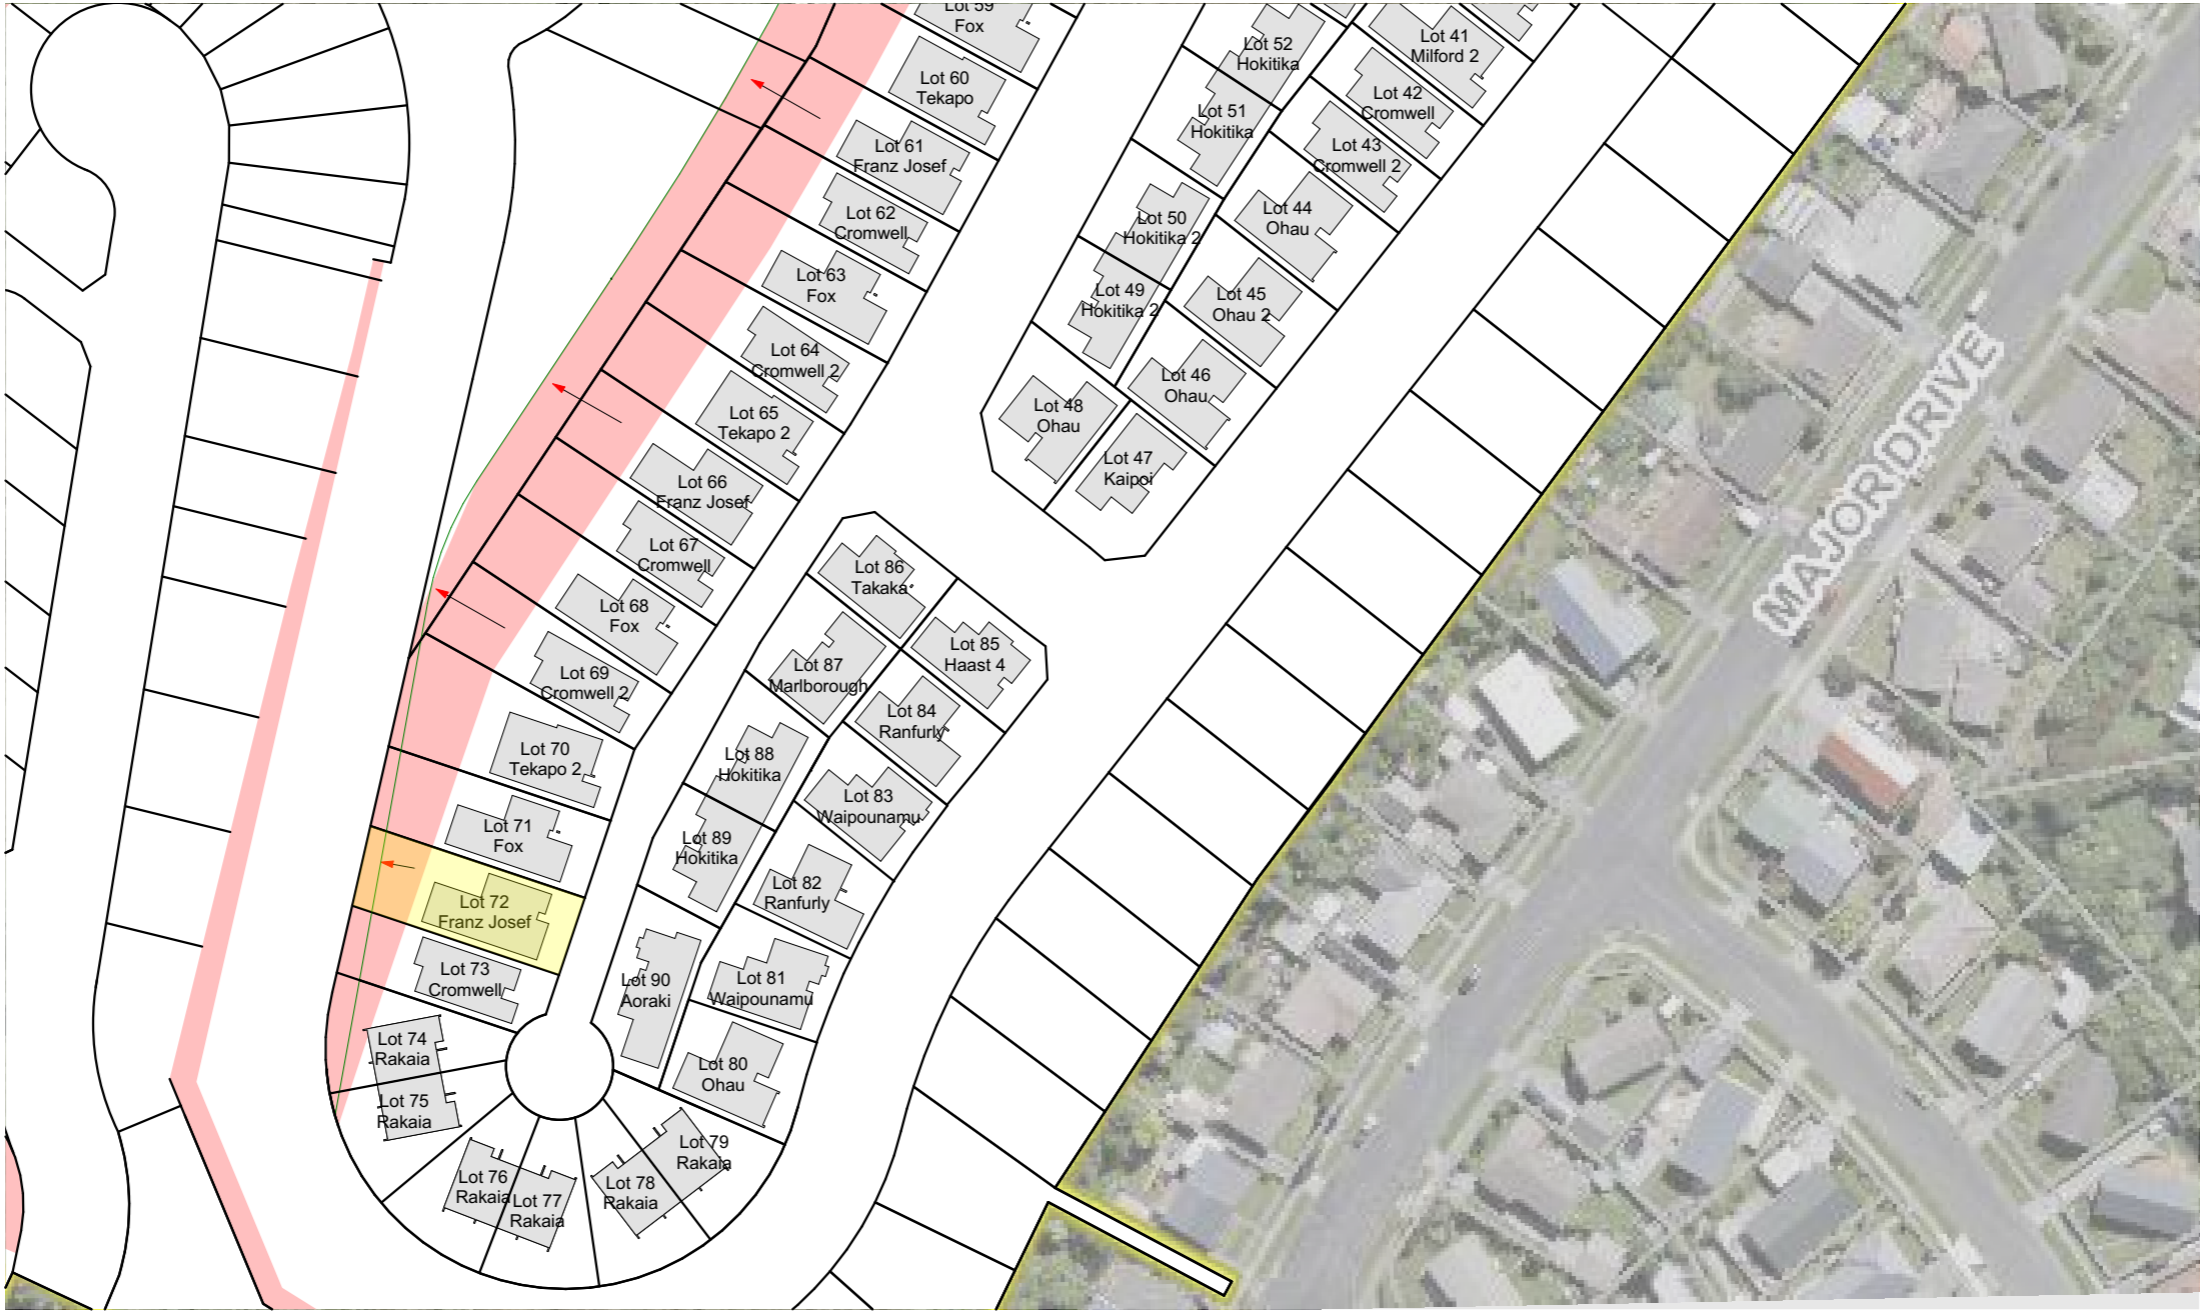 Lot 59
Fox
Lot 60
Tekapo
Lot 61
Franz Josef
Lot 62
Cromwell
Lot 63
Fox
Lot 64
Cromwell 2
Lot 65
Tekapo 2
Lot 66
Franz Josef
Lot 67
Cromwell
Lot 68
Fox
Lot 69
Cromwell 2
Lot 70
Tekapo 2
Lot 71
Fox
Lot 72
Franz Josef
Lot 73
Cromwell
Lot 74
Rakaia
Lot 75
Rakaia
Lot 76
Rakaia
Lot 77
Rakaia
Lot 78
Rakaia
Lot 79
Rakaia
Lot 80
Ohau
Lot 81
Waipounamu
Lot 82
Ranfurly
Lot 83
Waipounamu
Lot 84
Ranfurly
Lot 85
Haast 4
Lot 86
Takaka
Lot 87
Marlborough
Lot 88
Hokitika
Lot 89
Hokitika
Lot 90
Aoraki
Lot 52
Hokitika
Lot 51
Hokitika
Lot 50
Hokitika 2
Lot 49
Hokitika 2
Lot 48
Ohau
Lot 47
Kaipoi
Lot 46
Ohau
Lot 45
Ohau 2
Lot 44
Ohau
Lot 43
Cromwell 2
Lot 42
Cromwell
Lot 41
Milford 2
MAJOR DRIVE